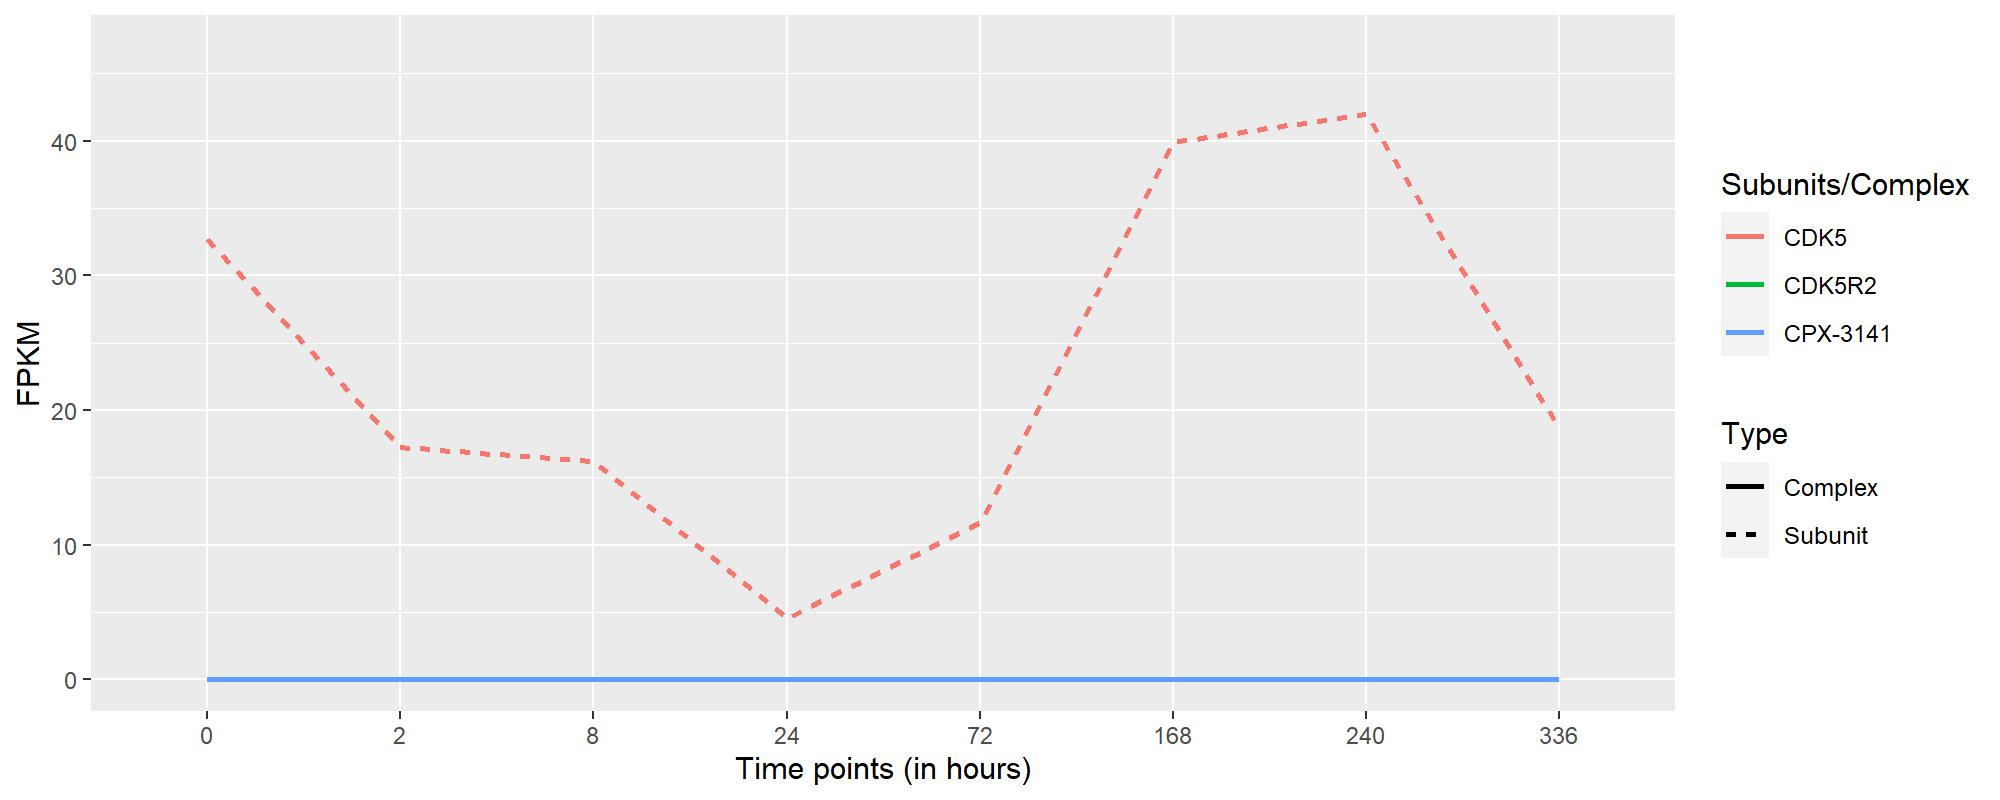 FPKM
40
30
20
10
0
0 2 8 24 72 168 240 336
Time points (in hours)
Subunits/Complex
CDK5
CDK5R2
CPX-3141
Type
Complex
Subunit